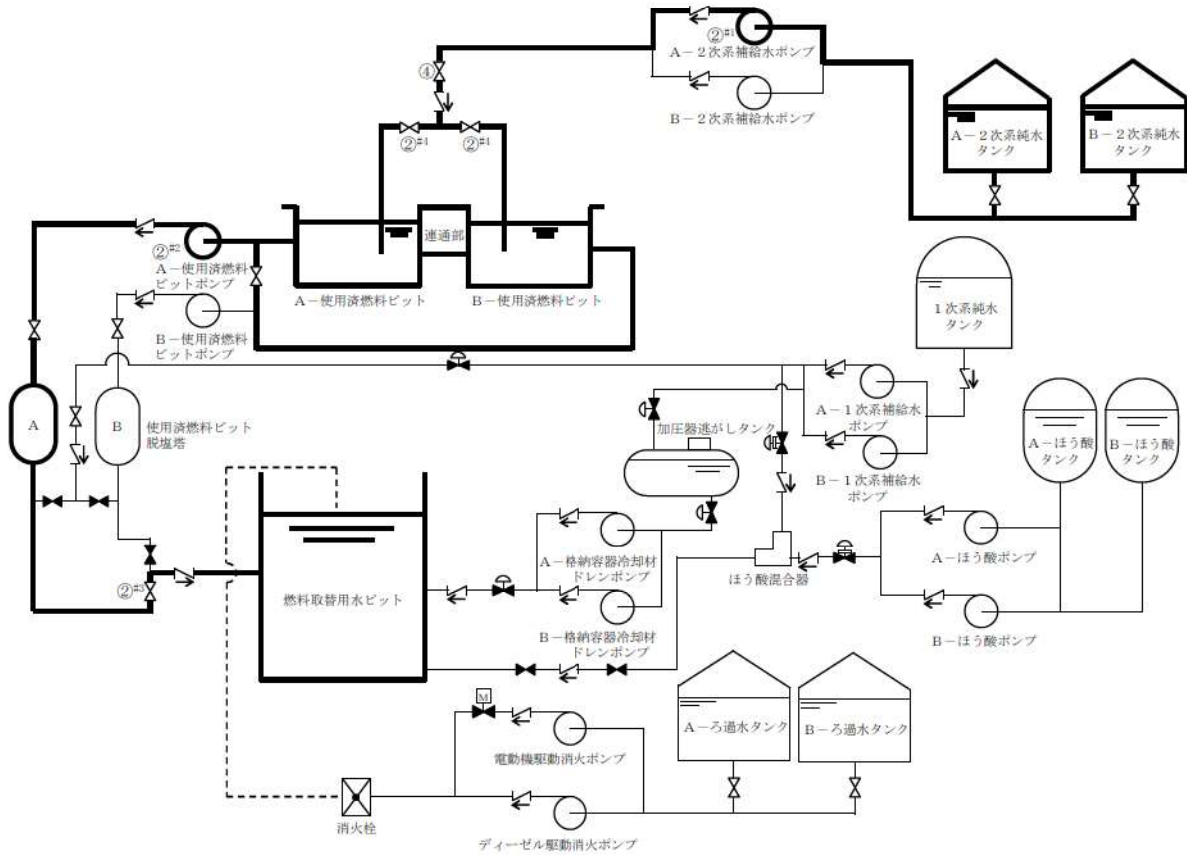 ②#1
A－2次系補給水ポンプ
④
B－2次系補給水ポンプ
②#4
②#4
A－2次系純水
タンク
B－2次系純水
タンク
連通部
②#2
A－使用済燃料
ピットポンプ
A－使用済燃料ピット
B－使用済燃料ピット
1次系純水
タンク
B－使用済燃料
ピットポンプ
A
B
使用済燃料ピット
脱塩塔
加圧器逃がしタンク
A－1次系補給水
ポンプ
B－1次系補給水
ポンプ
A－ほう酸
タンク
B－ほう酸
タンク
A－格納容器冷却材
ドレンポンプ
ほう酸混合器
A－ほう酸ポンプ
②#3
燃料取替用水ピット
B－格納容器冷却材
ドレンポンプ
B－ほう酸ポンプ
M
A－ろ過水タンク
B－ろ過水タンク
電動機駆動消火ポンプ
消火栓
ディーゼル駆動消火ポンプ